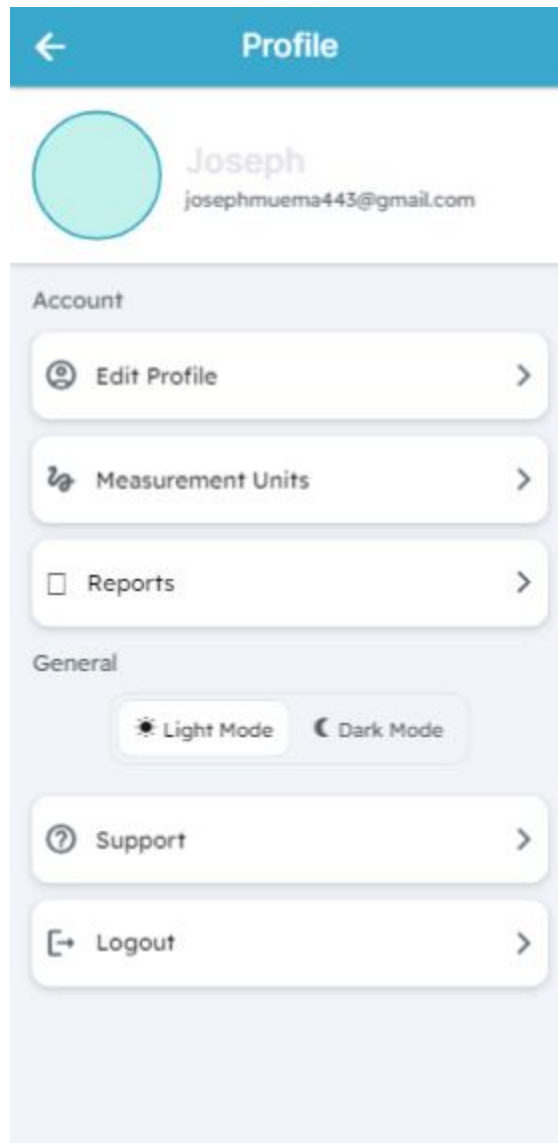 Profile
Joseph
josephmuema443@gmail.com
Account
Edit Profile
Measurement Units
Reports
General
Light Mode Dark Mode
Support
Logout